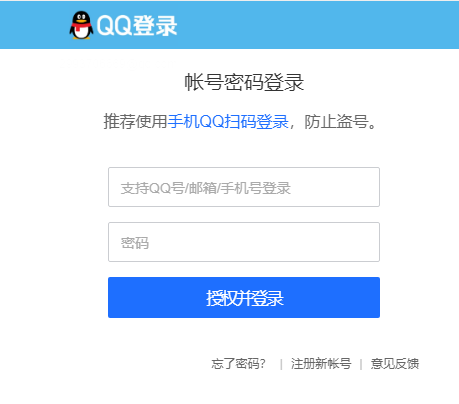 QQ登录
帐号密码登录
推荐使用手机QQ扫码登录，防止盗号。
支持QQ号/邮箱/手机号登录
密码
授权并登录
忘了密码？ | 注册新帐号 | 意见反馈